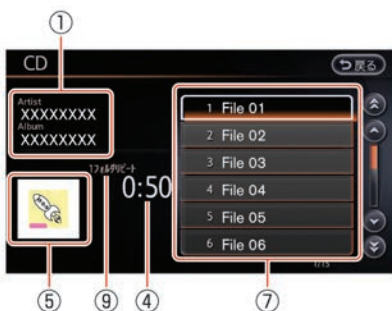 ①
CD
戻る
Artist
XXXXXXXX
Album
XXXXXXXX
1フォルダリピート
0:50
1 File 01
2 File 02
3 File 03
4 File 04
5 File 05
6 File 06
1/15
⑤ ⑨ ④ ⑦